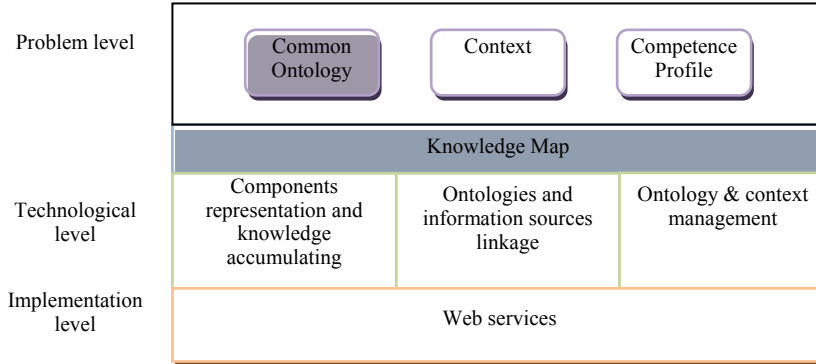 Problem level
Common
Ontology
Context
Competence
Profile
Knowledge Map
Technological
level
Components
representation and
knowledge
accumulating
Ontologies and
information sources
linkage
Ontology & context
management
Implementation
level
Web services